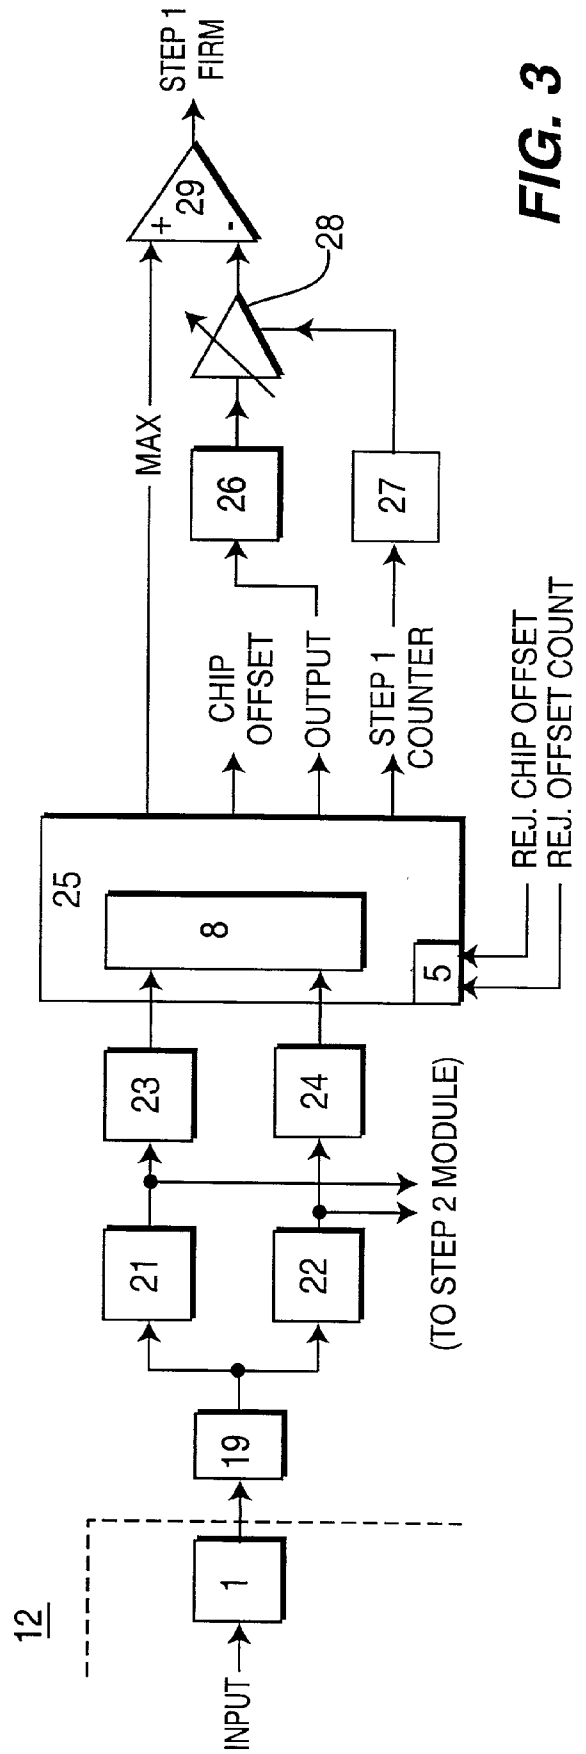 12
INPUT
1
19
21
22
(TO STEP 2 MODULE)
23
24
25
8
5
REJ. CHIP OFFSET
REJ. OFFSET COUNT
MAX
CHIP
OFFSET
OUTPUT
STEP 1
COUNTER
26
27
28
+
29
-
STEP 1
FIRM
FIG. 3